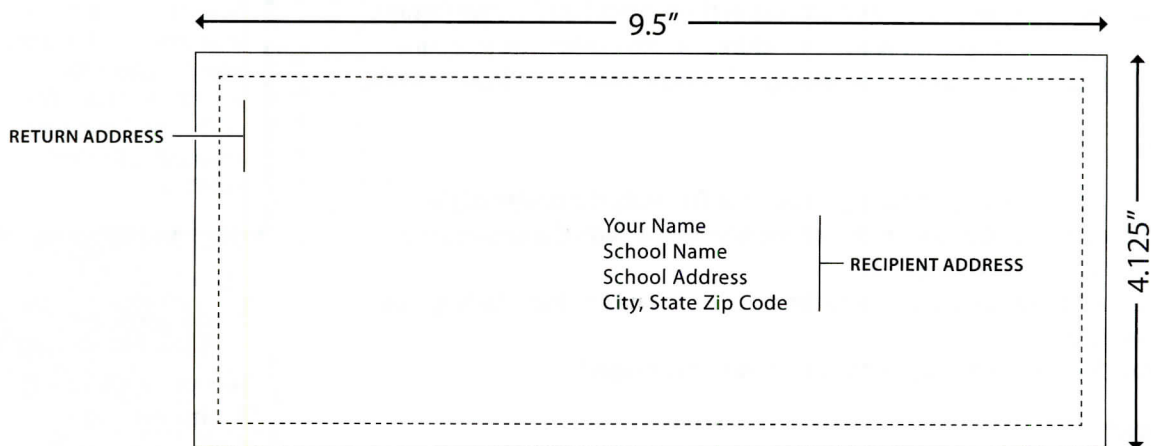 9.5”
RETURN ADDRESS
Your Name
School Name
School Address
City, State Zip Code
RECIPIENT ADDRESS
4.125”